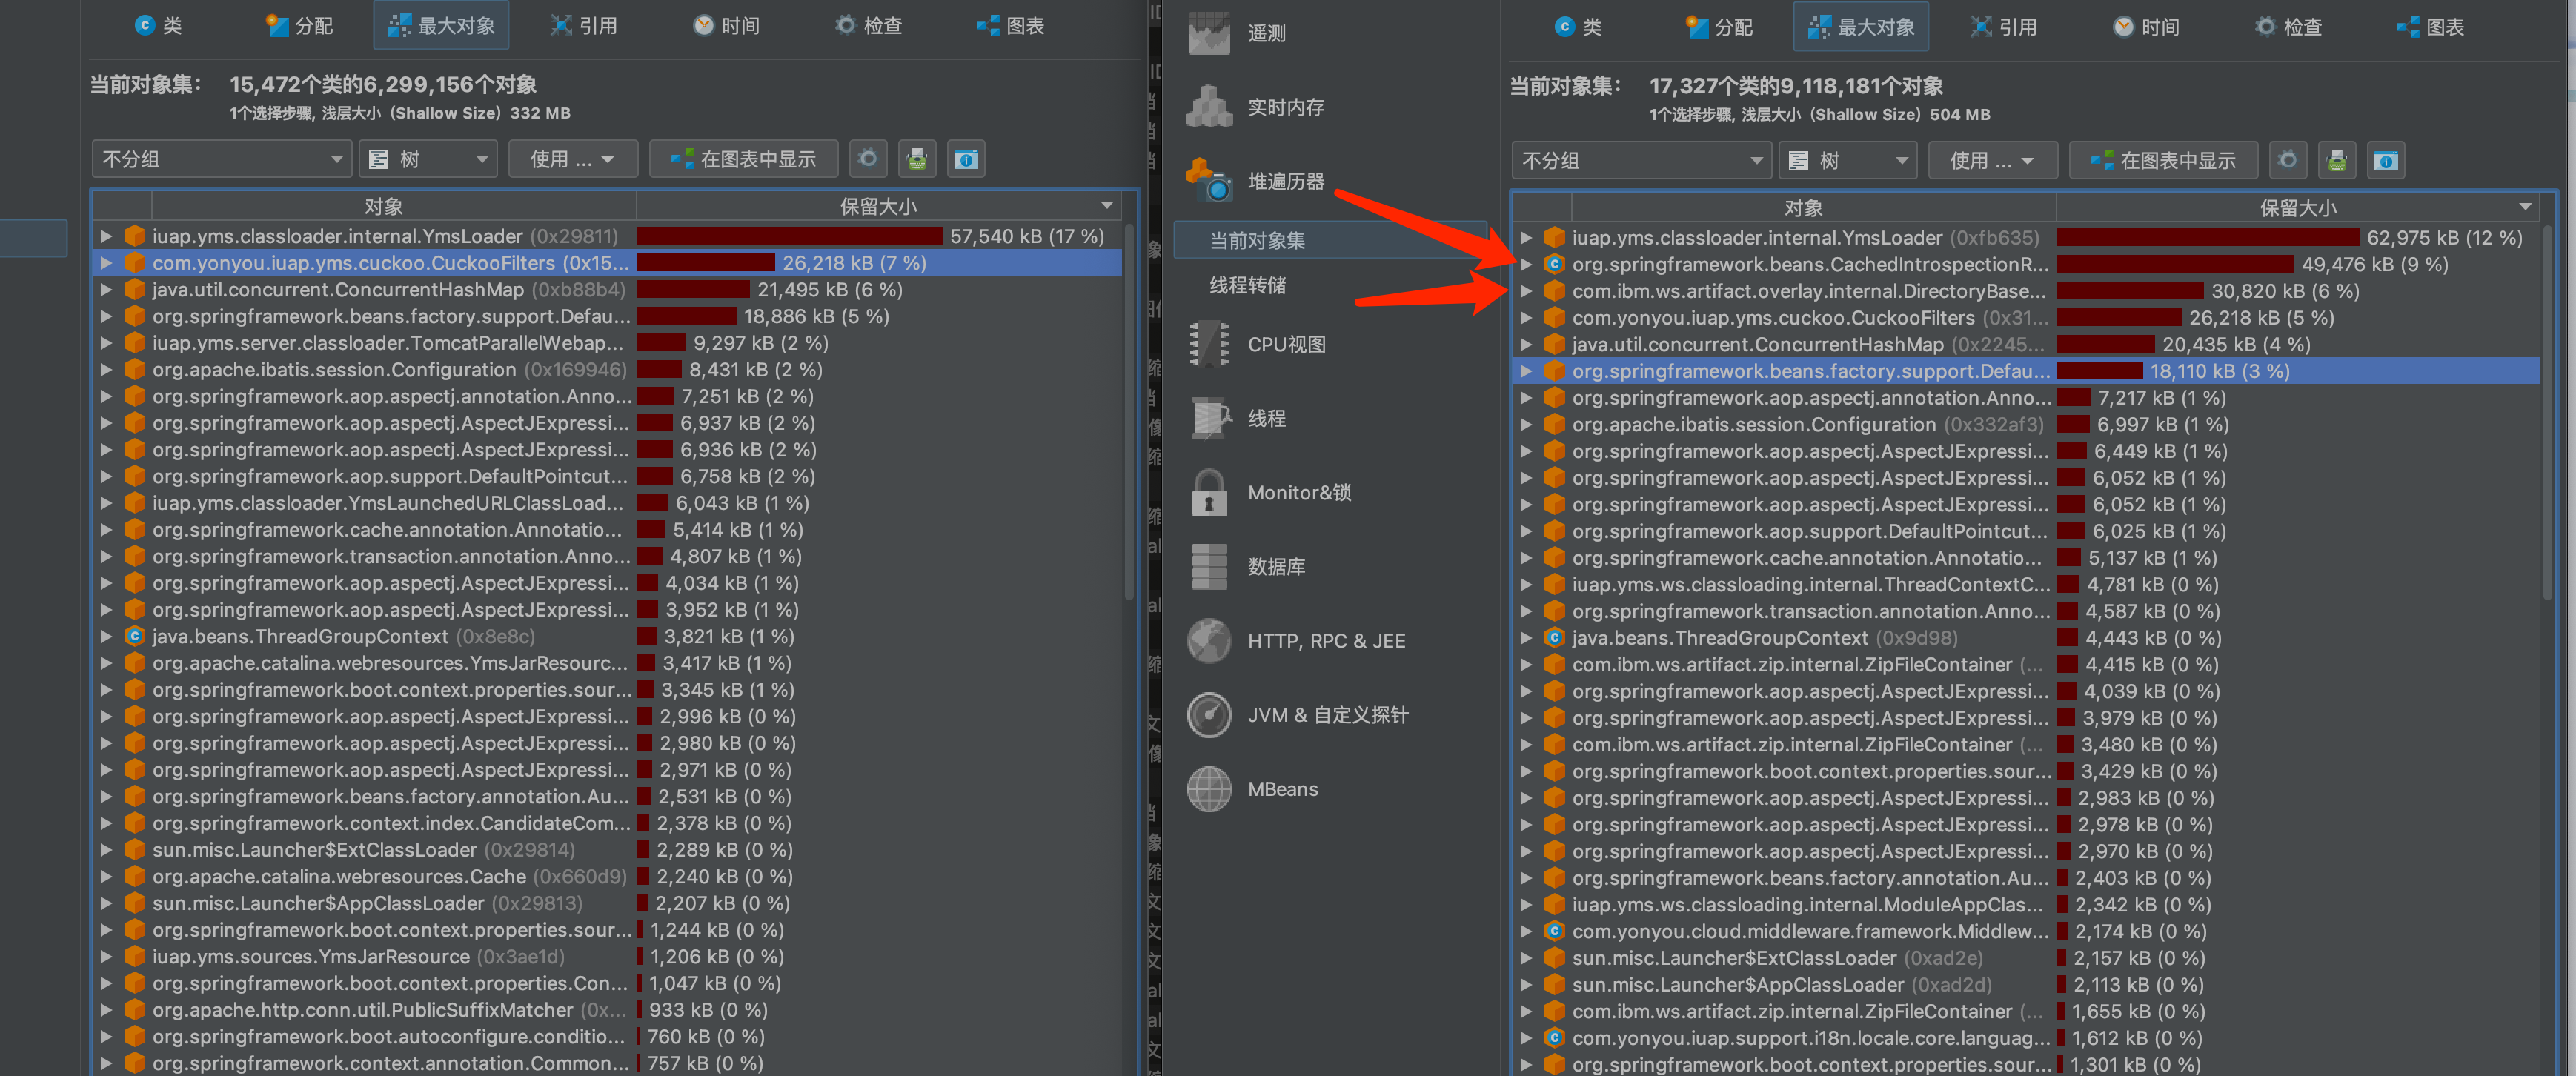 类 分配 最大对象 引用 时间 检查 图表
当前对象集： 15,472个类的6,299,156个对象
1个选择步骤, 浅层大小（Shallow Size）332 MB
不分组 树 使用 ... 在图表中显示
对象 保留大小
iuap.yms.classloader.internal.YmsLoader (0x29811) 57,540 kB (17 %)
com.yonyou.iuap.yms.cuckoo.CuckooFilters (0x15... 26,218 kB (7 %)
java.util.concurrent.ConcurrentHashMap (0xb88b4) 21,495 kB (6 %)
org.springframework.beans.factory.support.Defau... 18,886 kB (5 %)
iuap.yms.server.classloader.TomcatParallelWebap... 9,297 kB (2 %)
org.apache.ibatis.session.Configuration (0x169946) 8,431 kB (2 %)
org.springframework.aop.aspectj.annotation.Anno... 7,251 kB (2 %)
org.springframework.aop.aspectj.AspectJExpressi... 6,937 kB (2 %)
org.springframework.aop.aspectj.AspectJExpressi... 6,936 kB (2 %)
org.springframework.aop.support.DefaultPointcut... 6,758 kB (2 %)
iuap.yms.classloader.YmsLaunchedURLClassLoad... 6,043 kB (1 %)
org.springframework.cache.annotation.Annotatio... 5,414 kB (1 %)
org.springframework.transaction.annotation.Anno... 4,807 kB (1 %)
org.springframework.aop.aspectj.AspectJExpressi... 4,034 kB (1 %)
org.springframework.aop.aspectj.AspectJExpressi... 3,952 kB (1 %)
java.beans.ThreadGroupContext (0x8e8c) 3,821 kB (1 %)
org.apache.catalina.webresources.YmsJarResourc... 3,417 kB (1 %)
org.springframework.boot.context.properties.sour... 3,345 kB (1 %)
org.springframework.aop.aspectj.AspectJExpressi... 2,996 kB (0 %)
org.springframework.aop.aspectj.AspectJExpressi... 2,980 kB (0 %)
org.springframework.aop.aspectj.AspectJExpressi... 2,971 kB (0 %)
org.springframework.beans.factory.annotation.Au... 2,531 kB (0 %)
org.springframework.context.index.CandidateCom... 2,378 kB (0 %)
sun.misc.Launcher$ExtClassLoader (0x29814) 2,289 kB (0 %)
org.apache.catalina.webresources.Cache (0x660d9) 2,240 kB (0 %)
sun.misc.Launcher$AppClassLoader (0x29813) 2,207 kB (0 %)
org.springframework.boot.context.properties.sour... 1,244 kB (0 %)
iuap.yms.sources.YmsJarResource (0x3ae1d) 1,206 kB (0 %)
org.springframework.boot.context.properties.Con... 1,047 kB (0 %)
org.apache.http.conn.util.PublicSuffixMatcher (0x... 933 kB (0 %)
org.springframework.boot.autoconfigure.conditio... 760 kB (0 %)
org.springframework.context.annotation.Common... 757 kB (0 %)
遥测
实时内存
堆遍历器
当前对象集
线程转储
CPU视图
线程
Monitor&锁
数据库
HTTP, RPC & JEE
JVM & 自定义探针
MBeans
类 分配 最大对象 引用 时间 检查 图表
当前对象集： 17,327个类的9,118,181个对象
1个选择步骤, 浅层大小（Shallow Size）504 MB
不分组 树 使用 ... 在图表中显示
对象 保留大小
iuap.yms.classloader.internal.YmsLoader (0xfb635) 62,975 kB (12 %)
org.springframework.beans.CachedIntrospectionR... 49,476 kB (9 %)
com.ibm.ws.artifact.overlay.internal.DirectoryBase... 30,820 kB (6 %)
com.yonyou.iuap.yms.cuckoo.CuckooFilters (0x31... 26,218 kB (5 %)
java.util.concurrent.ConcurrentHashMap (0x2245... 20,435 kB (4 %)
org.springframework.beans.factory.support.Defau... 18,110 kB (3 %)
org.springframework.aop.aspectj.annotation.Anno... 7,217 kB (1 %)
org.apache.ibatis.session.Configuration (0x332af3) 6,997 kB (1 %)
org.springframework.aop.aspectj.AspectJExpressi... 6,449 kB (1 %)
org.springframework.aop.aspectj.AspectJExpressi... 6,052 kB (1 %)
org.springframework.aop.aspectj.AspectJExpressi... 6,052 kB (1 %)
org.springframework.aop.support.DefaultPointcut... 6,025 kB (1 %)
org.springframework.cache.annotation.Annotatio... 5,137 kB (1 %)
iuap.yms.ws.classloading.internal.ThreadContextC... 4,781 kB (0 %)
org.springframework.transaction.annotation.Anno... 4,587 kB (0 %)
java.beans.ThreadGroupContext (0x9d98) 4,443 kB (0 %)
com.ibm.ws.artifact.zip.internal.ZipFileContainer (... 4,415 kB (0 %)
org.springframework.aop.aspectj.AspectJExpressi... 4,039 kB (0 %)
org.springframework.aop.aspectj.AspectJExpressi... 3,979 kB (0 %)
com.ibm.ws.artifact.zip.internal.ZipFileContainer (... 3,480 kB (0 %)
org.springframework.boot.context.properties.sour... 3,429 kB (0 %)
org.springframework.aop.aspectj.AspectJExpressi... 2,983 kB (0 %)
org.springframework.aop.aspectj.AspectJExpressi... 2,978 kB (0 %)
org.springframework.aop.aspectj.AspectJExpressi... 2,970 kB (0 %)
org.springframework.beans.factory.annotation.Au... 2,403 kB (0 %)
iuap.yms.ws.classloading.internal.ModuleAppClas... 2,342 kB (0 %)
com.yonyou.cloud.middleware.framework.Middlew... 2,174 kB (0 %)
sun.misc.Launcher$ExtClassLoader (0xad2e) 2,157 kB (0 %)
sun.misc.Launcher$AppClassLoader (0xad2d) 2,113 kB (0 %)
com.ibm.ws.artifact.zip.internal.ZipFileContainer (... 1,655 kB (0 %)
com.yonyou.iuap.support.i18n.locale.core.languag... 1,612 kB (0 %)
org.springframework.boot.context.properties.sour... 1,301 kB (0 %)